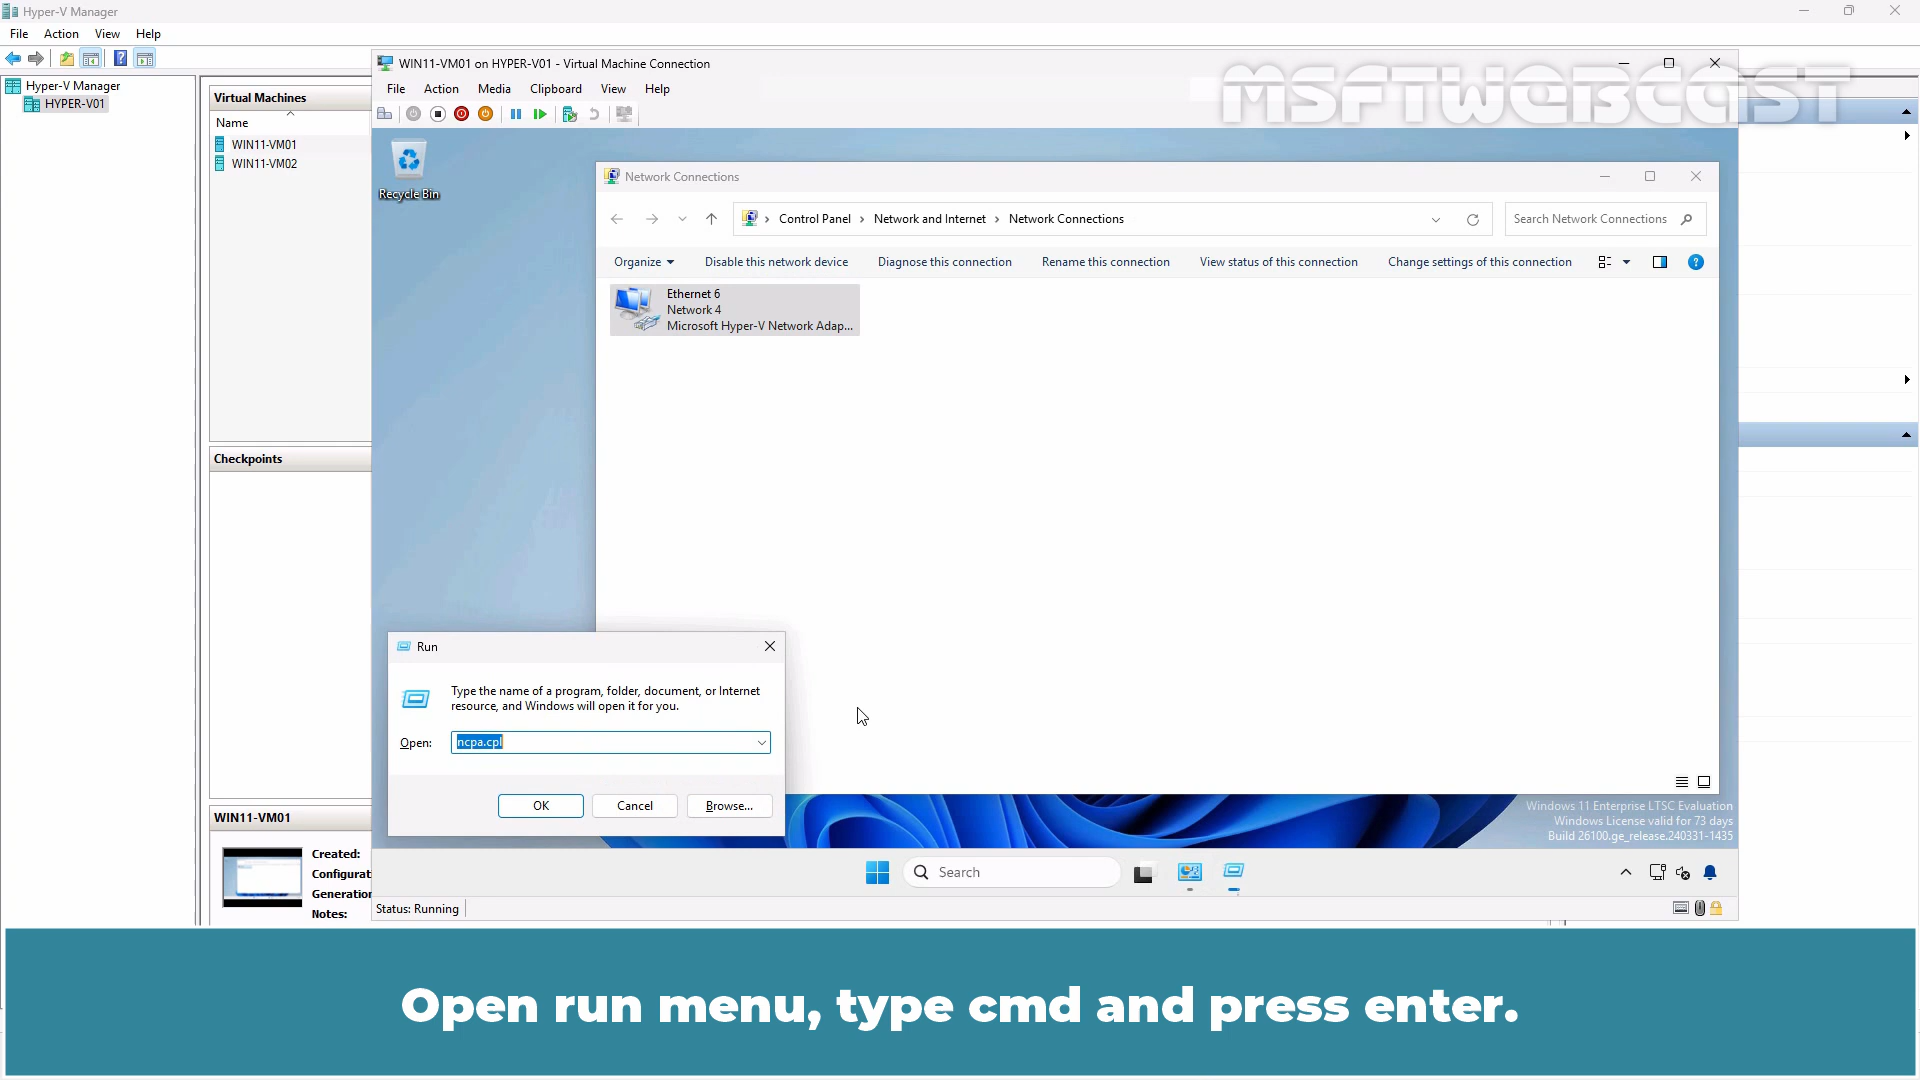 Hyper-V Manager
File Action View Help
Hyper-V Manager
HYPER-V01
Virtual Machines
Name
WIN11-VM01
WIN11-VM02
Checkpoints
WIN11-VM01
Created:
Configurat
Generation
Notes:
WIN11-VM01 on HYPER-V01 - Virtual Machine Connection
File Action Media Clipboard View Help
MSFTWEBCAST
Recycle Bin
Network Connections
Control Panel › Network and Internet › Network Connections
Search Network Connections
Organize Disable this network device Diagnose this connection Rename this connection View status of this connection Change settings of this connection
Ethernet 6
Network 4
Microsoft Hyper-V Network Adap...
Run
Type the name of a program, folder, document, or Internet
resource, and Windows will open it for you.
Open: ncpa.cpl
OK Cancel Browse...
Windows 11 Enterprise LTSC Evaluation
Windows License valid for 73 days
Build 26100.ge_release.240331-1435
Search
Status: Running
Open run menu, type cmd and press enter.